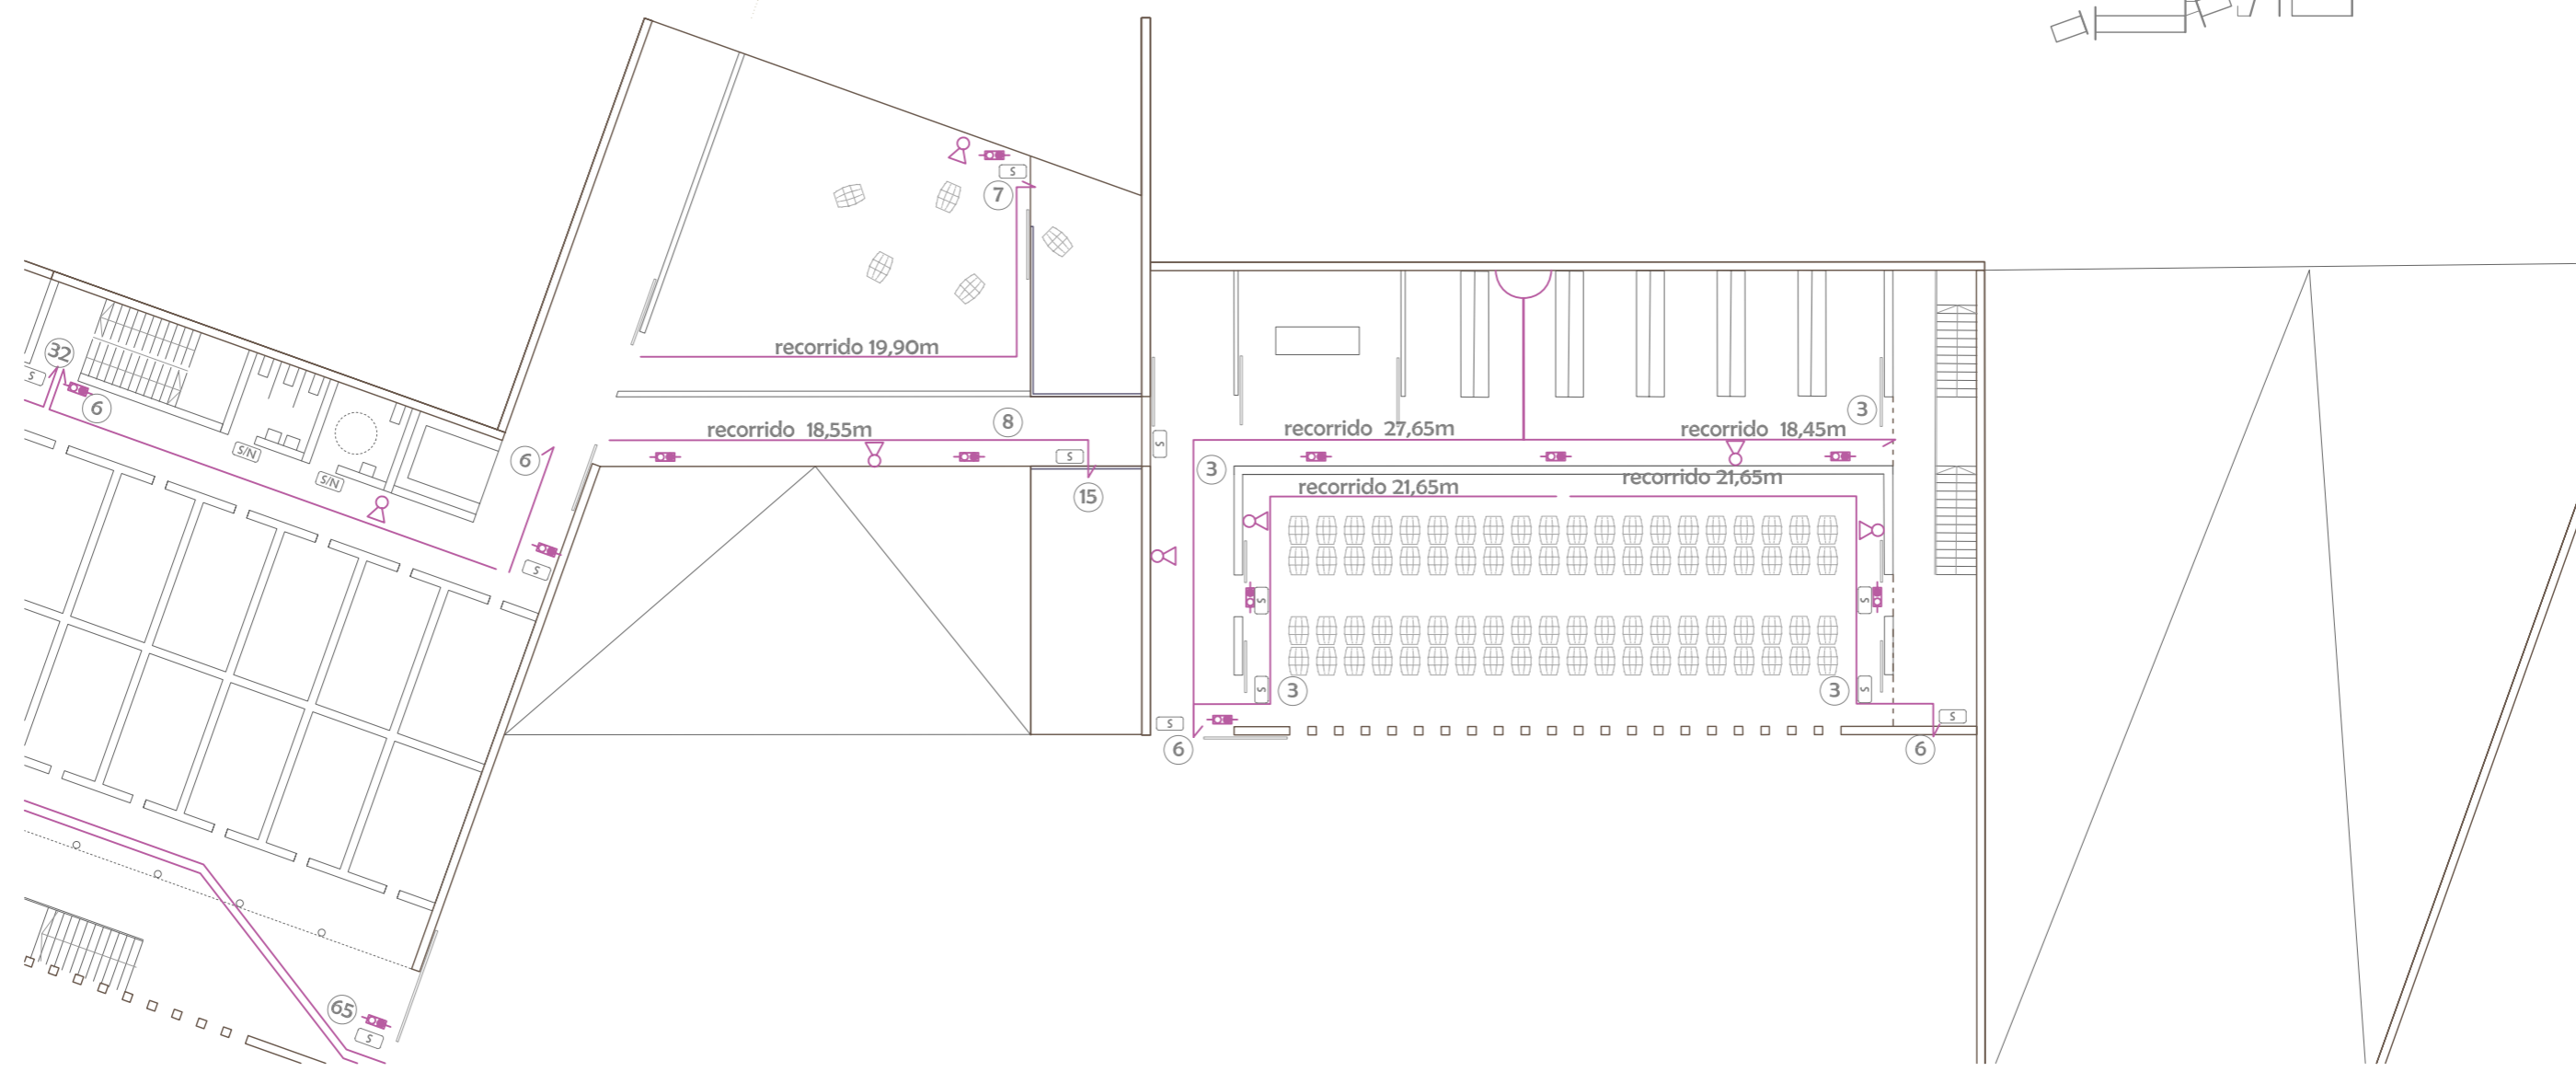 S
7
recorrido 19,90m
32
S
6
8
3
recorrido 18,55m
recorrido 27,65m
recorrido 18,45m
S/N
6
S
S
3
recorrido 21,65m
recorrido 21,65m
S/N
15
S
S
S
S
S
3
3
S
S
6
6
65
S